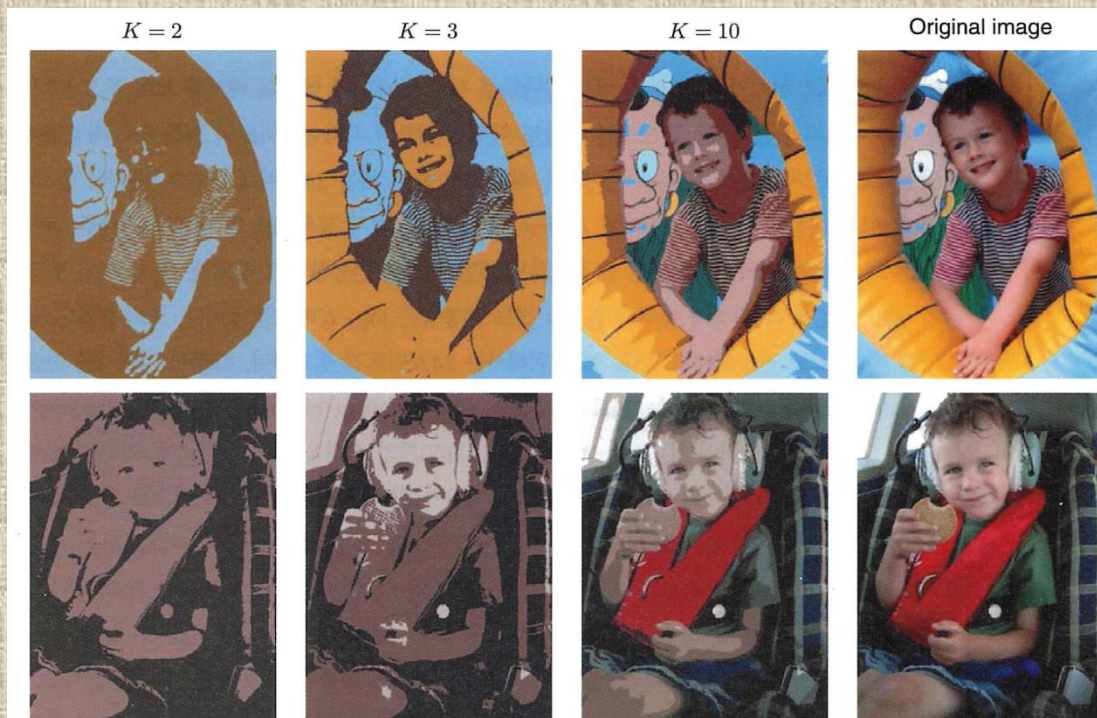 K = 2
K = 3
K = 10
Original image